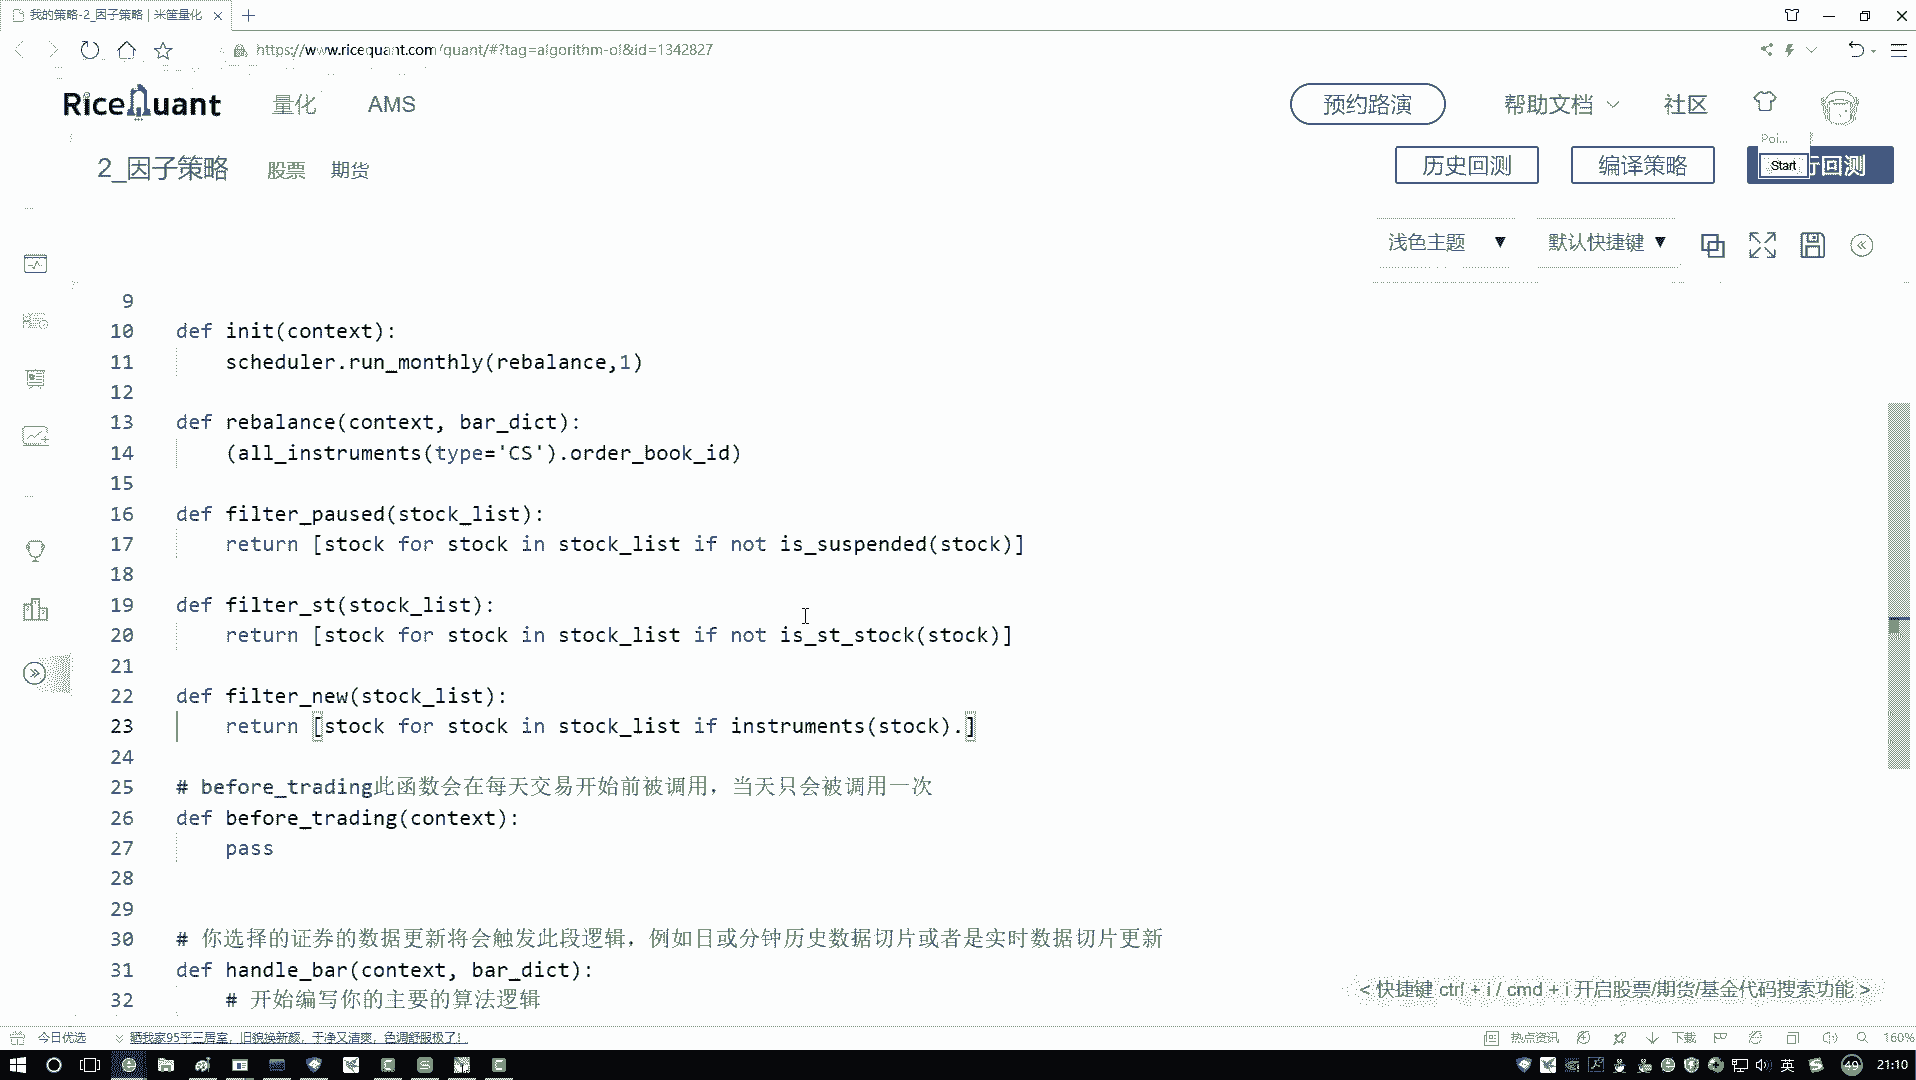 我的策略-2_因子策略 | 米筐量化
https://www.ricequant.com/quant/#?tag=algorithm-ol&id=1342827
RiceQuant 量化 AMS 预约路演 帮助文档 社区
Poi...
2_因子策略 股票 期货 历史回测 编译策略 Start 行回测
浅色主题 ▼ 默认快捷键 ▼
9
10 def init(context):
11 scheduler.run_monthly(rebalance,1)
12
13 def rebalance(context, bar_dict):
14 (all_instruments(type='CS').order_book_id)
15
16 def filter_paused(stock_list):
17 return [stock for stock in stock_list if not is_suspended(stock)]
18
19 def filter_st(stock_list):
20 return [stock for stock in stock_list if not is_st_stock(stock)]
21
22 def filter_new(stock_list):
23 return [stock for stock in stock_list if instruments(stock).]
24
25 # before_trading此函数会在每天交易开始前被调用，当天只会被调用一次
26 def before_trading(context):
27 pass
28
29
30 # 你选择的证券的数据更新将会触发此段逻辑，例如日或分钟历史数据切片或者是实时数据切片更新
31 def handle_bar(context, bar_dict):
32 # 开始编写你的主要的算法逻辑
< 快捷键 ctrl + i / cmd + i 开启股票/期货/基金代码搜索功能 >
今日优选 晒我家95平三居室，旧貌换新颜，干净又清爽，色调舒服极了！ 热点资讯 下载 160%
英 49 21:10